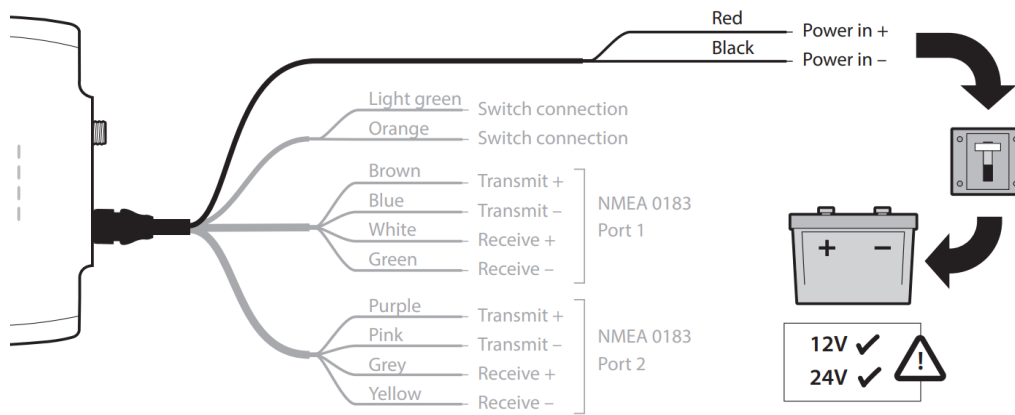 Red Power in +
Black Power in –
Light green Switch connection
Orange Switch connection
Brown Transmit +
Blue Transmit –
White Receive +
Green Receive –
NMEA 0183
Port 1
Purple Transmit +
Pink Transmit –
Grey Receive +
Yellow Receive –
NMEA 0183
Port 2
+ –
12V ✓
24V ✓
!